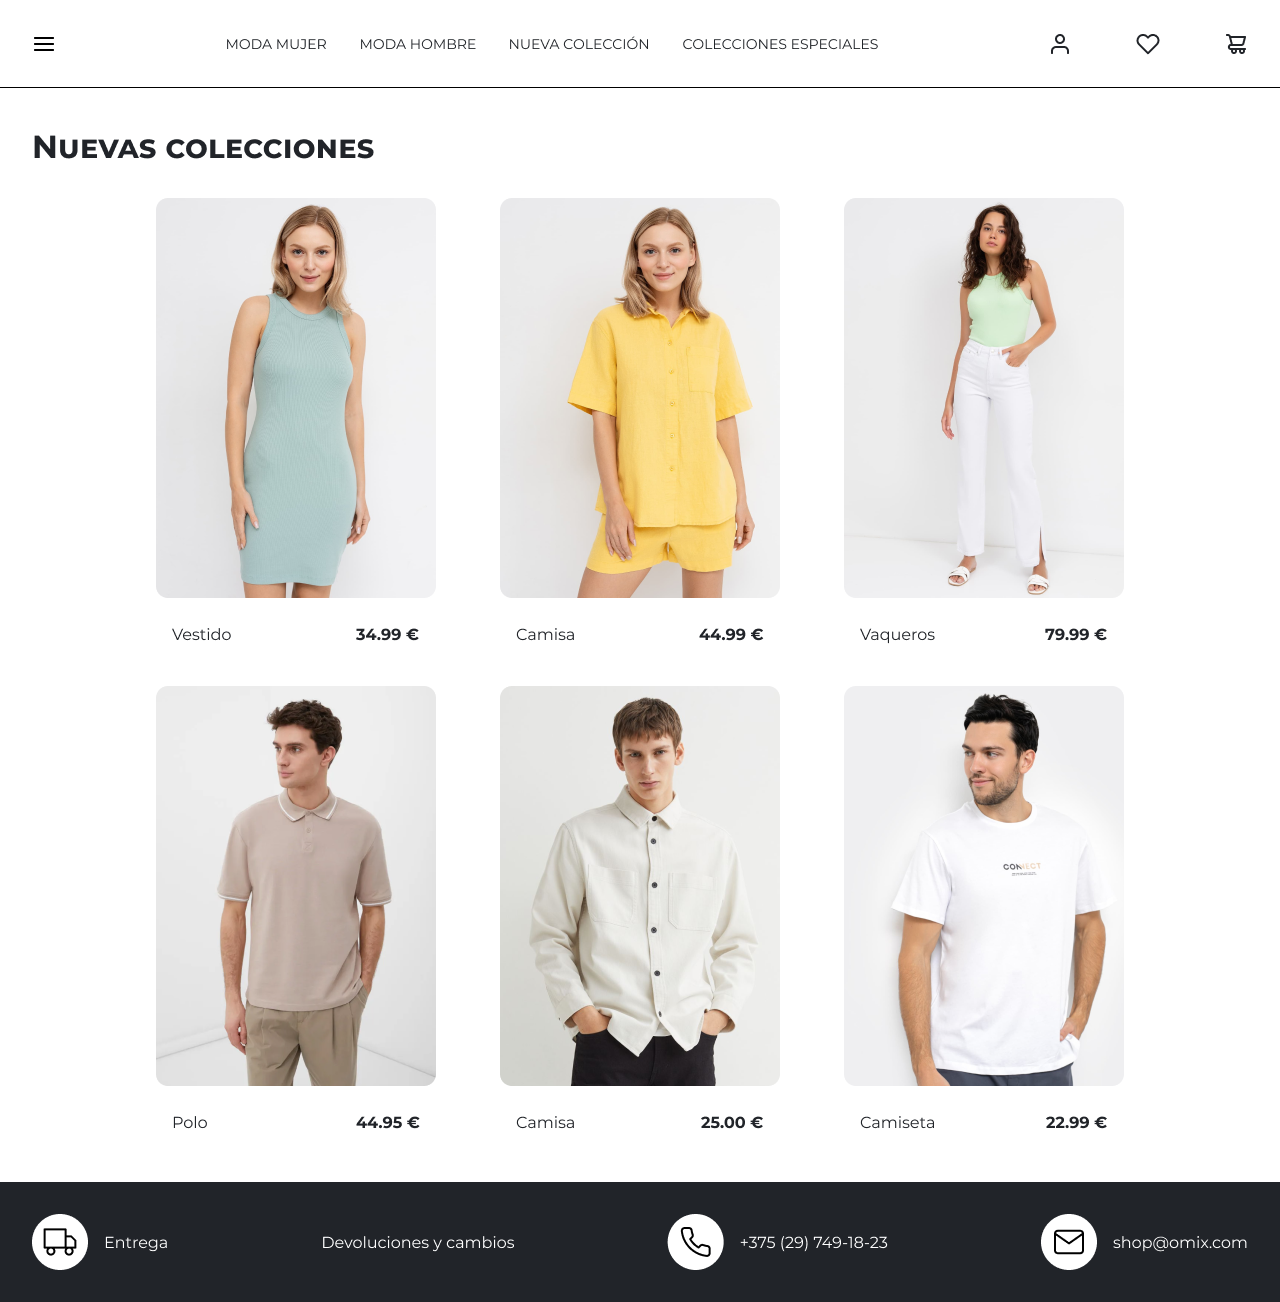 MODA MUJER MODA HOMBRE NUEVA COLECCIÓN COLECCIONES ESPECIALES
Nuevas colecciones
Vestido 34.99 €
Camisa 44.99 €
Vaqueros 79.99 €
CONNECT
Polo 44.95 €
Camisa 25.00 €
Camiseta 22.99 €
Entrega
Devoluciones y cambios
+375 (29) 749-18-23
shop@omix.com